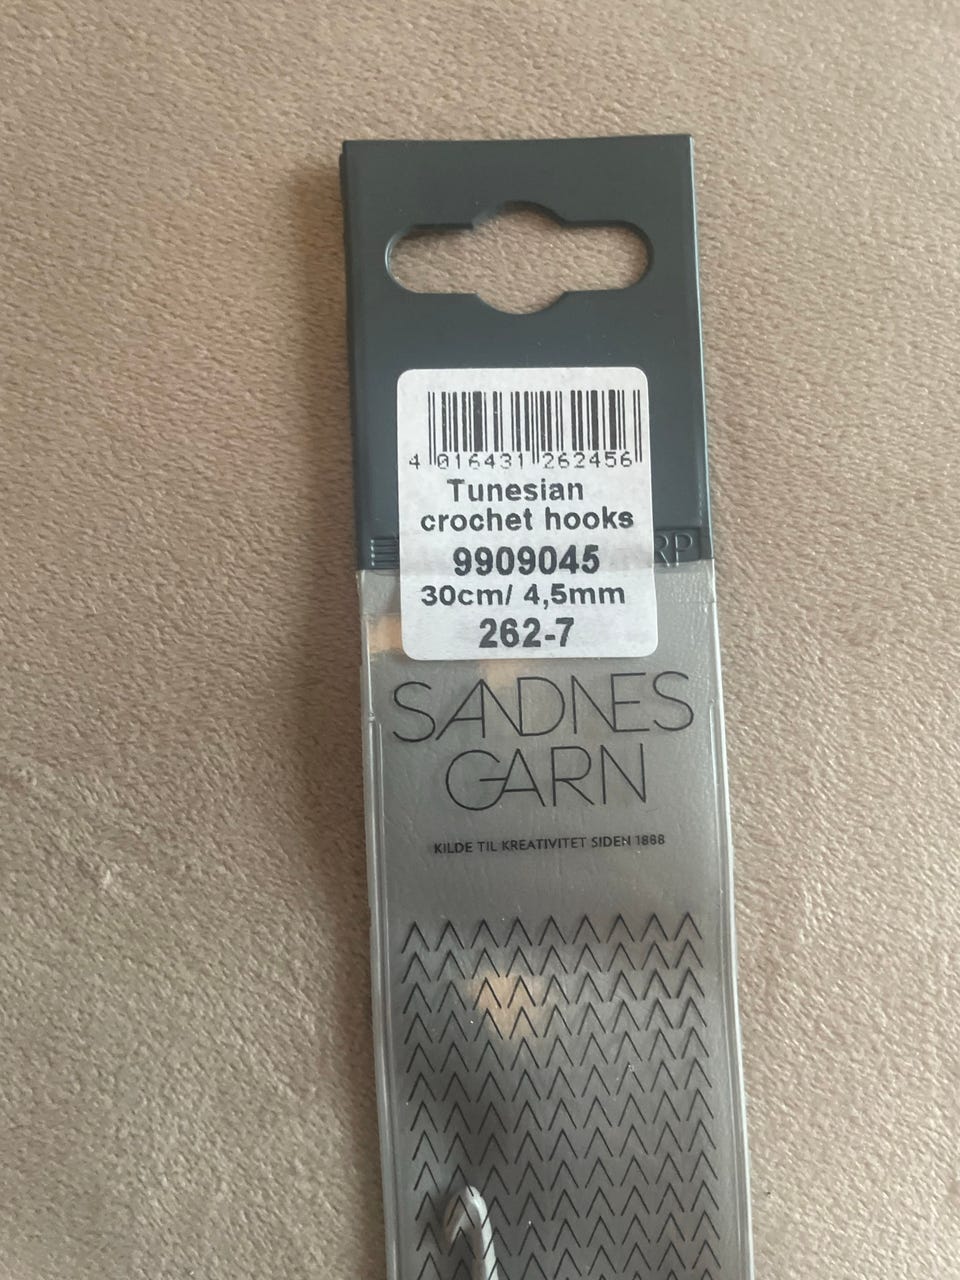 4 016431 262456
Tunesian
crochet hooks
9909045
30cm/ 4,5mm
262-7
SANDNES
GARN
KILDE TIL KREATIVITET SIDEN 1888